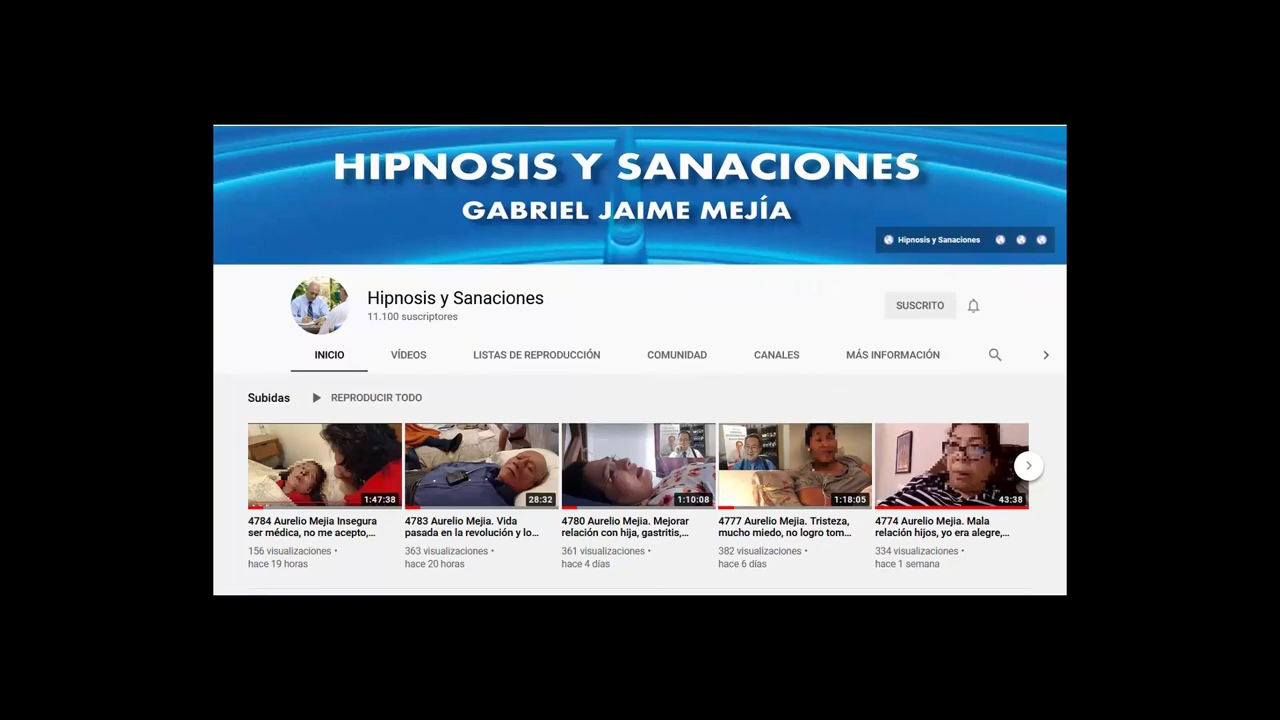 HIPNOSIS Y SANACIONES
GABRIEL JAIME MEJÍA
Hipnosis y Sanaciones
Hipnosis y Sanaciones
11.100 suscriptores
SUSCRITO
INICIO VÍDEOS LISTAS DE REPRODUCCIÓN COMUNIDAD CANALES MÁS INFORMACIÓN
Subidas REPRODUCIR TODO
1:47:38 28:32 1:10:08 1:18:05 43:38
4784 Aurelio Mejia Insegura
ser médica, no me acepto,...
156 visualizaciones •
hace 19 horas
4783 Aurelio Mejia. Vida
pasada en la revolución y lo...
363 visualizaciones •
hace 20 horas
4780 Aurelio Mejia. Mejorar
relación con hija, gastritis,...
361 visualizaciones •
hace 4 días
4777 Aurelio Mejia. Tristeza,
mucho miedo, no logro tom...
382 visualizaciones •
hace 6 días
4774 Aurelio Mejia. Mala
relación hijos, yo era alegre,...
334 visualizaciones •
hace 1 semana